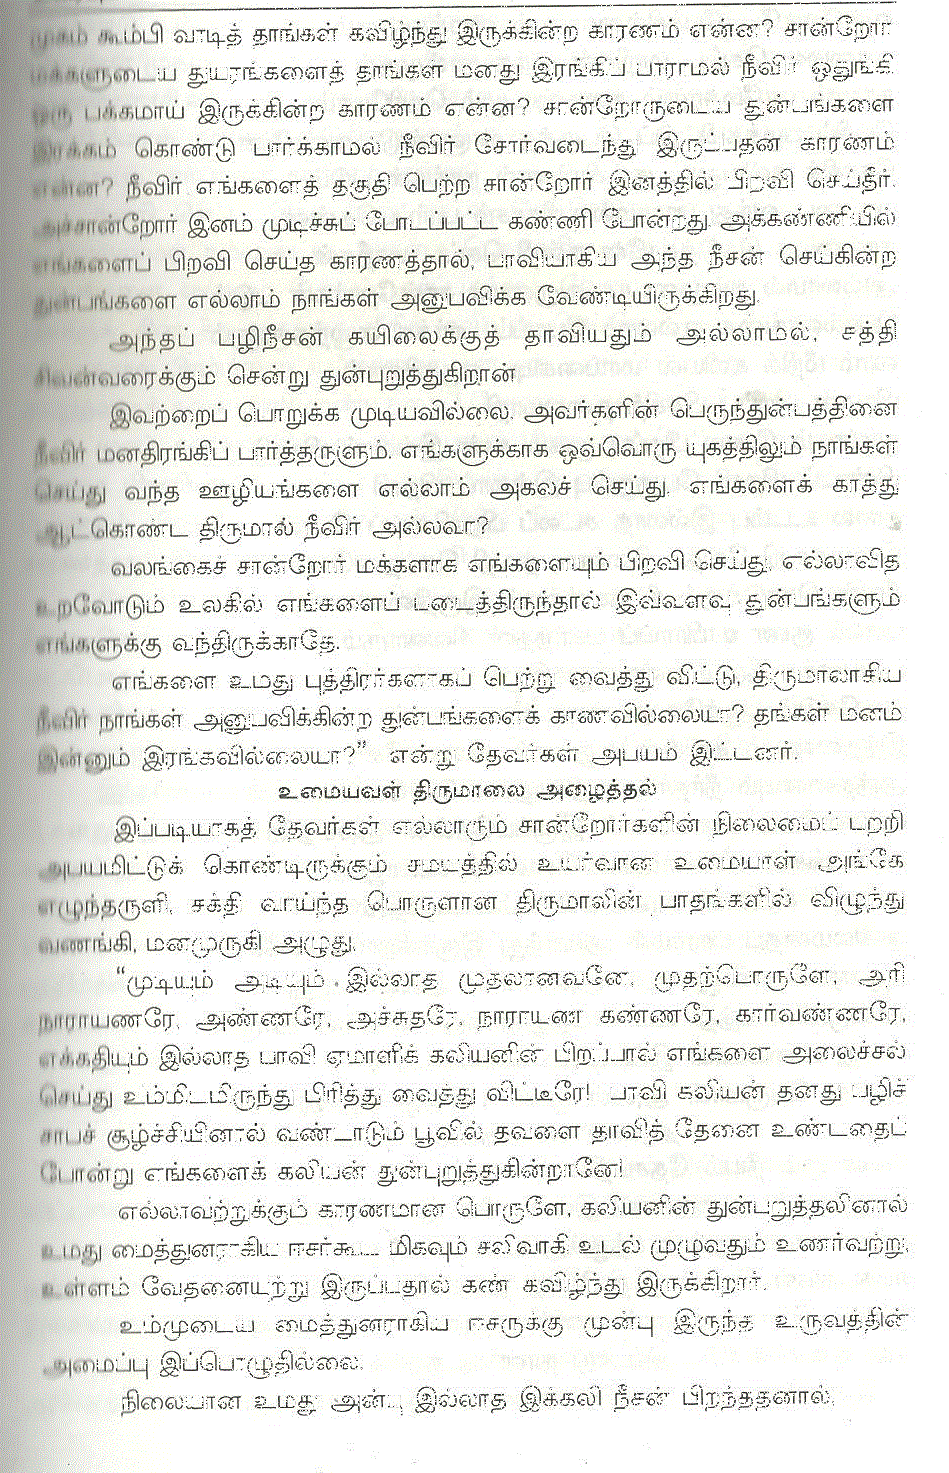 முகம் கூம்பி வாடித் தாங்கள் கவிழ்ந்து இருக்கின்ற காரணம் என்ன? சான்றோர்
மக்களுடைய துயரங்களைத் தாங்கள் மனது இரங்கிப் பாராமல் நீவிர் ஒதுங்கி
ஒரு பக்கமாய் இருக்கின்ற காரணம் என்ன? சான்றோருடைய துன்பங்களை
இரக்கம் கொண்டு பார்க்காமல் நீவிர் சோர்வடைந்து இருப்பதன் காரணம்
என்ன? நீவிர் எங்களைத் தகுதி பெற்ற சான்றோர் இனத்தில் பிறவி செய்தீர்.
அச்சான்றோர் இனம் முடிச்சுப் போடப்பட்ட கண்ணி போன்றது. அக்கண்ணியில்
எங்களைப் பிறவி செய்த காரணத்தால், பாவியாகிய அந்த நீசன் செய்கின்ற
துன்பங்களை எல்லாம் நாங்கள் அனுபவிக்க வேண்டியிருக்கிறது.
அந்தப் பழிநீசன் கயிலைக்குத் தாவியதும் அல்லாமல், சத்தி
சிவன்வரைக்கும் சென்று துன்புறுத்துகிறான்
இவற்றைப் பொறுக்க முடியவில்லை. அவர்களின் பெருந்துன்பத்தினை
நீவிர் மனதிரங்கிப் பார்த்தருளும். எங்களுக்காக ஒவ்வொரு யுகத்திலும் நாங்கள்
செய்து வந்த ஊழியங்களை எல்லாம் அகலச் செய்து, எங்களைக் காத்து
ஆட்கொண்ட திருமால் நீவிர் அல்லவா?
வலங்கைச் சான்றோர் மக்களாக எங்களையும் பிறவி செய்து, எல்லாவித
உறவோடும் உலகில் எங்களைப் படைத்திருந்தால் இவ்வளவு துன்பங்களும்
எங்களுக்கு வந்திருக்காதே.
எங்களை உமது புத்திரர்களாகப் பெற்று வைத்து விட்டு, திருமாலாகிய
நீவிர் நாங்கள் அனுபவிக்கின்ற துன்பங்களைக் காணவில்லையா? தங்கள் மனம்
இன்னும் இரங்கவில்லையா?” என்று தேவர்கள் அபயம் இட்டனர்.
உமையவள் திருமாலை அழைத்தல்
இப்படியாகத் தேவர்கள் எல்லாரும் சான்றோர்களின் நிலைமைப் பற்றி
அபயமிட்டுக் கொண்டிருக்கும் சமயத்தில் உயர்வான உமையாள் அங்கே
எழுந்தருளி, சக்தி வாய்ந்த பொருளான திருமாலின் பாதங்களில் விழுந்து
வணங்கி, மனமுருகி அழுது,
“முடியும் அடியும் இல்லாத முதலானவனே, முதற்பொருளே, அரி
நாராயணரே, அண்ணரே, அச்சுதரே, நாராயண கண்ணரே, கார்வண்ணரே,
எக்கதியும் இல்லாத பாவி ஏமாளிக் கலியனின் பிறப்பால் எங்களை அலைச்சல்
செய்து உம்மிடமிருந்து பிரித்து வைத்து விட்டீரே! பாவி கலியன் தனது பழிச்
சாபச் சூழ்ச்சியினால் வண்டாடும் பூவில் தவளை தாவித் தேனை உண்டதைப்
போன்று எங்களைக் கலியன் துன்புறுத்துகின்றானே!
எல்லாவற்றுக்கும் காரணமான பொருளே, கலியனின் துன்பறுத்தலினால்
உமது மைத்துனராகிய ஈசர்கூட மிகவும் சலிவாகி உடல் முழுவதும் உணர்வற்று,
உள்ளம் வேதனையற்று இருப்பதால் கண் கவிழ்ந்து இருக்கிறார்.
உம்முடைய மைத்துனராகிய ஈசருக்கு முன்பு இருந்த உருவத்தின்
அமைப்பு இப்பொழுதில்லை.
நிலையான உமது அன்பு இல்லாத இக்கலி நீசன் பிறந்ததனால்,